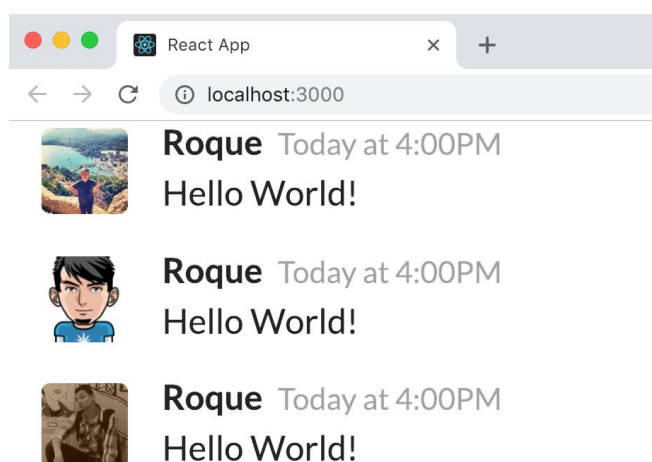 React App
localhost:3000
Roque Today at 4:00PM
Hello World!
Roque Today at 4:00PM
Hello World!
Roque Today at 4:00PM
Hello World!